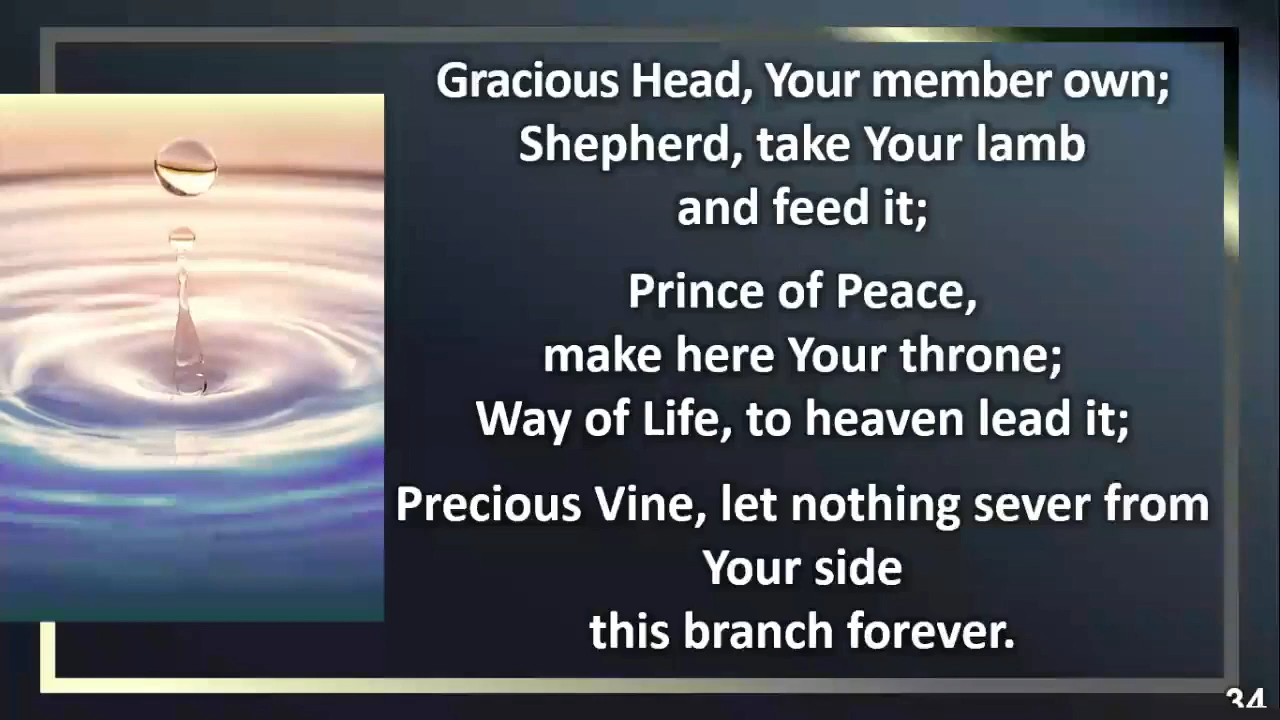 Gracious Head, Your member own;
Shepherd, take Your lamb
and feed it;
Prince of Peace,
make here Your throne;
Way of Life, to heaven lead it;
Precious Vine, let nothing sever from
Your side
this branch forever.
34